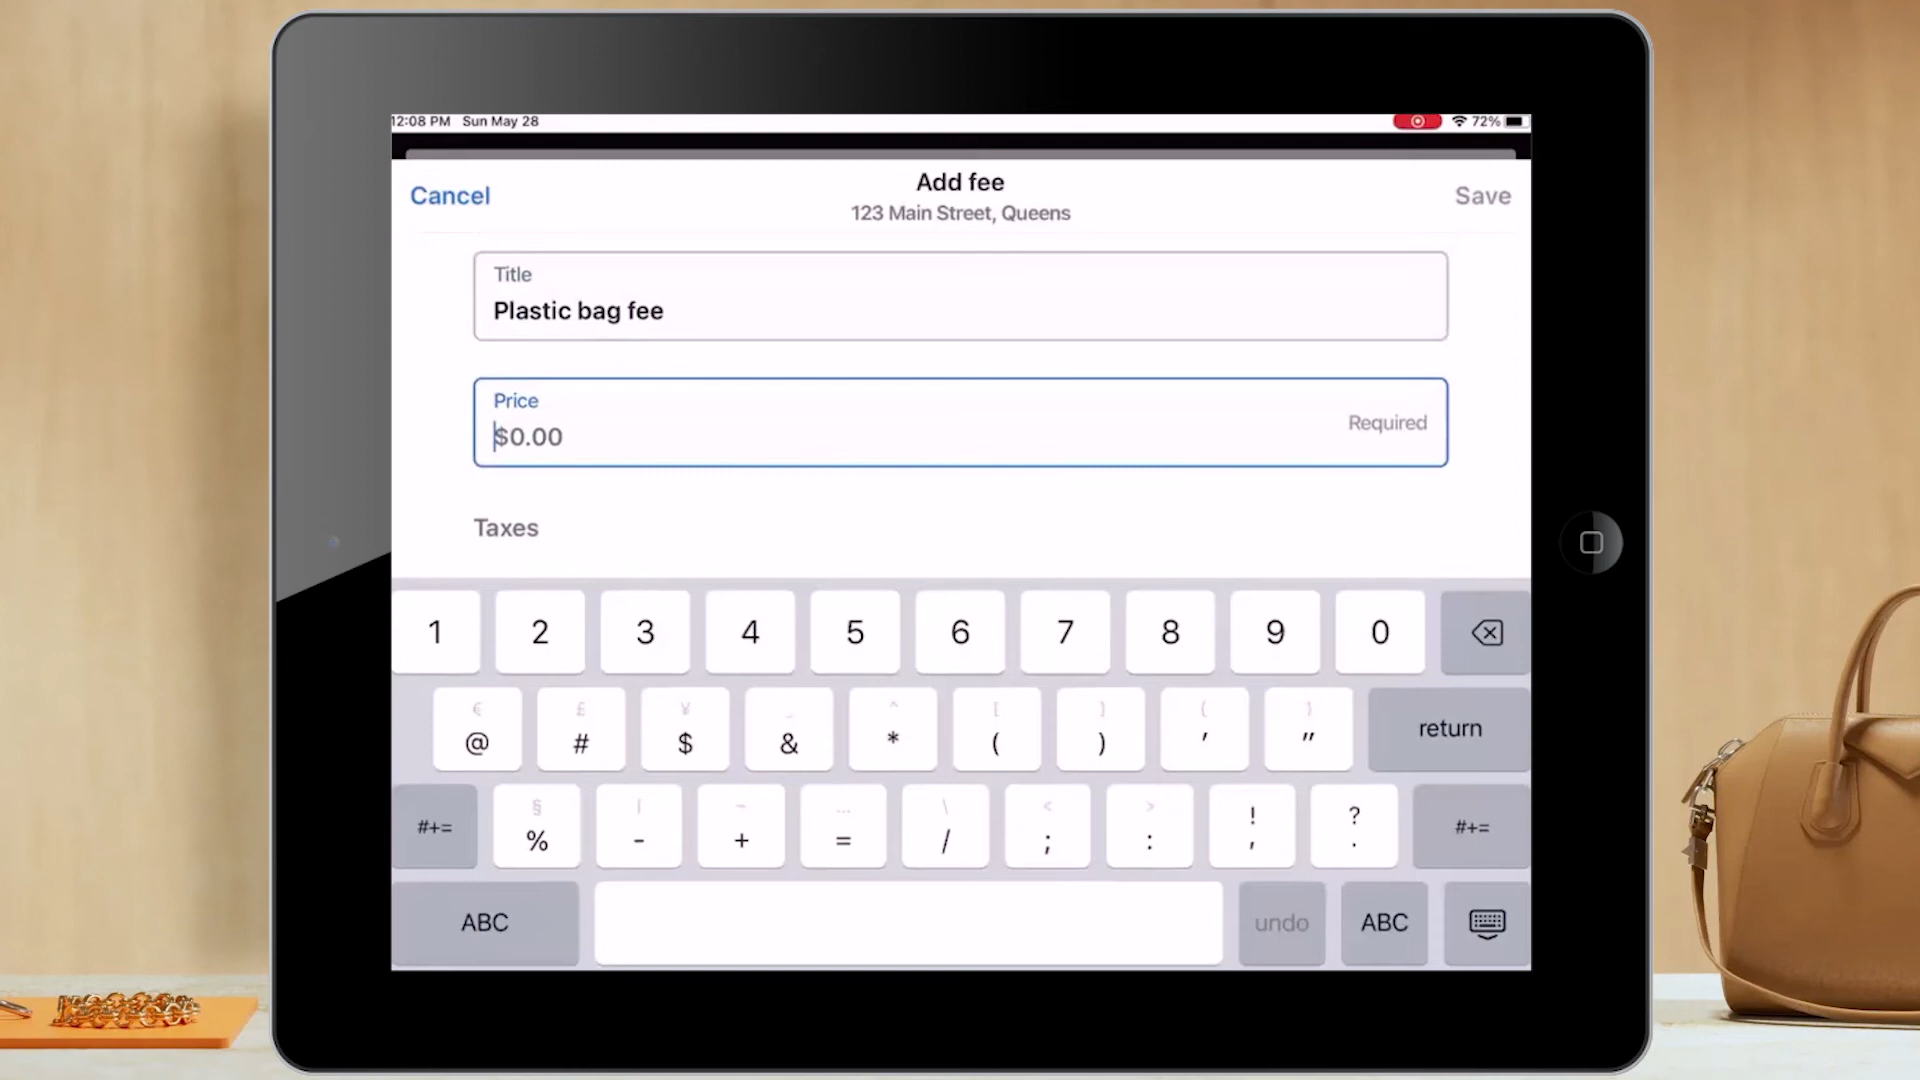 12:08 PM Sun May 28 72%
Cancel Add fee Save
123 Main Street, Queens
Title
Plastic bag fee
Price
$0.00 Required
Taxes
1 2 3 4 5 6 7 8 9 0
€ £ ¥ _ ^ [ ] { }
@ # $ & * ( ) ' " return
§ | ~ … \ < > ! ?
#+= % - + = / ; : , . #+=
ABC undo ABC